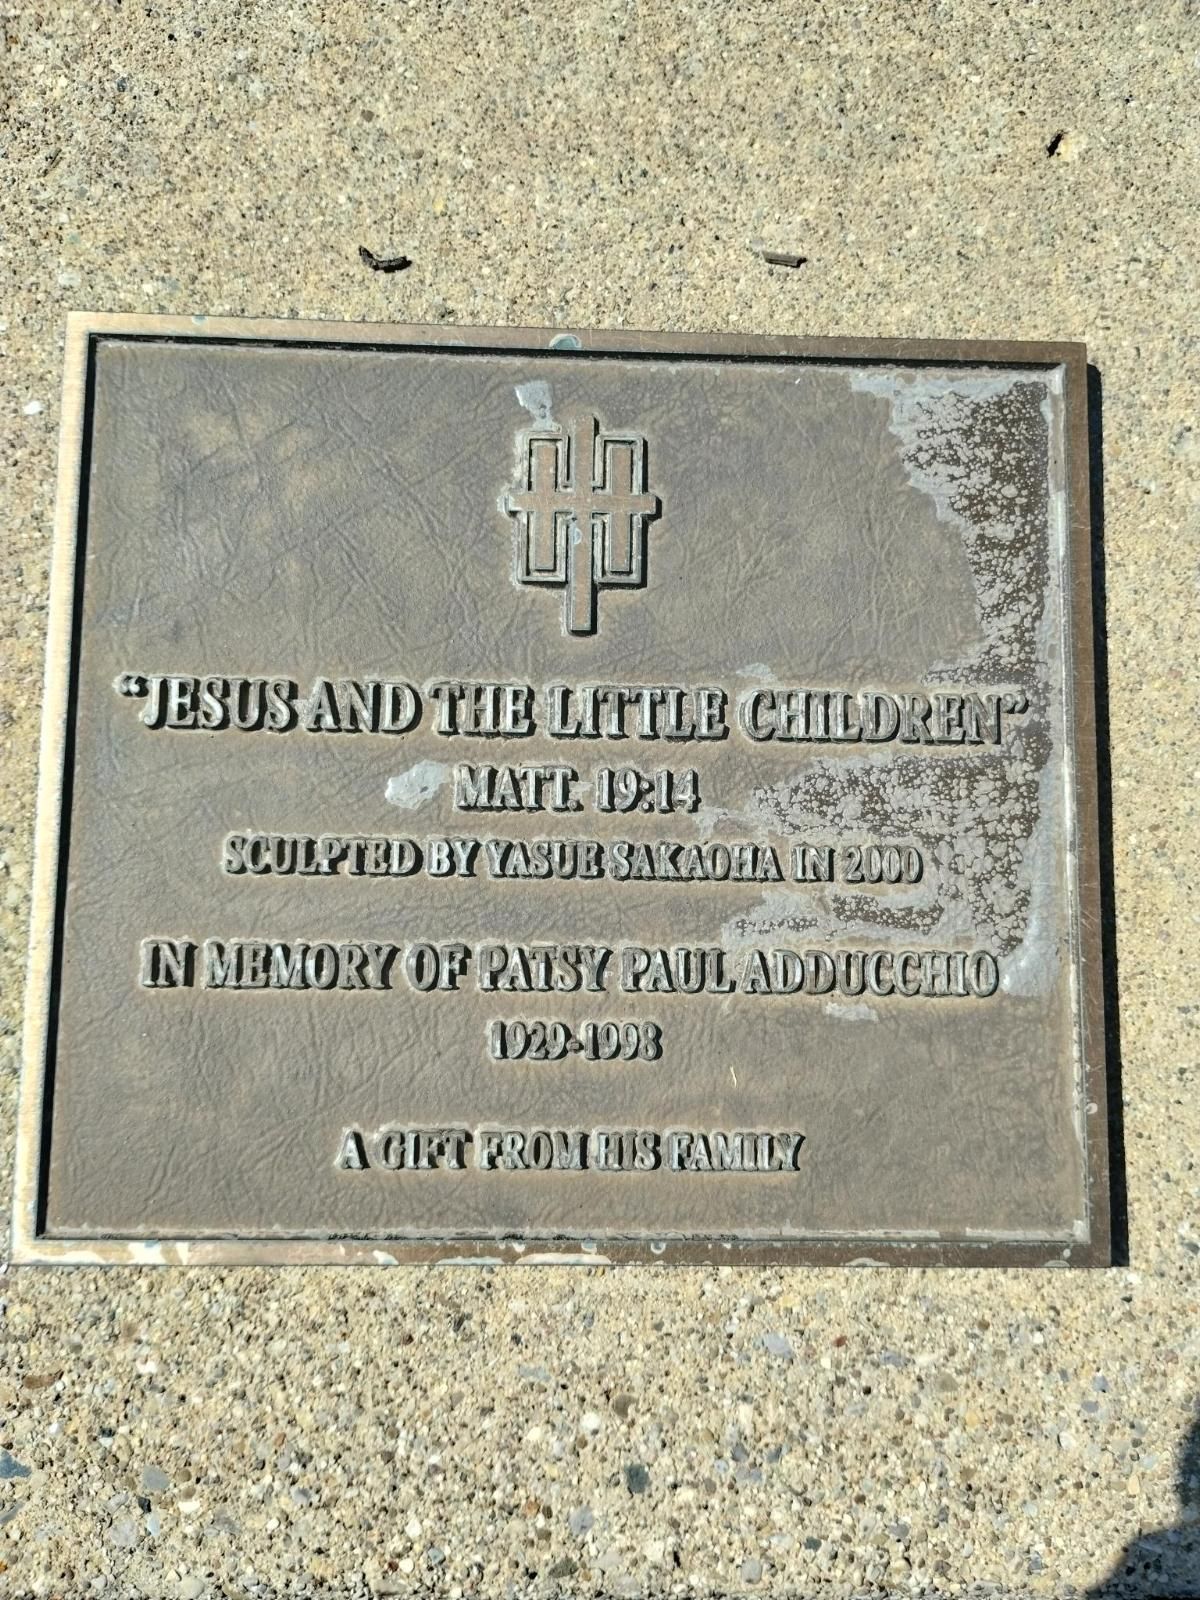 “JESUS AND THE LITTLE CHILDREN”
MATT. 19:14
SCULPTED BY YASUE SAKAOHA IN 2000
IN MEMORY OF PATSY PAUL ADDUCCHIO
1929-1998
A GIFT FROM HIS FAMILY